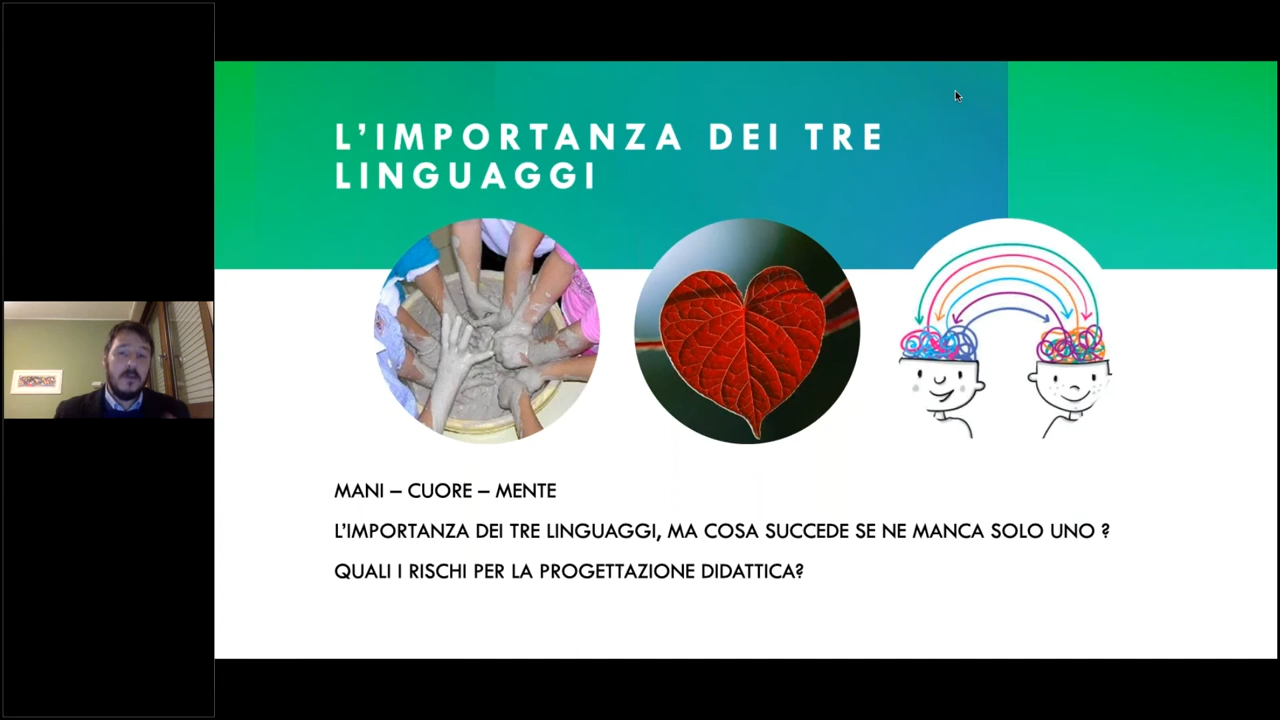 L’IMPORTANZA DEI TRE
LINGUAGGI
MANI – CUORE – MENTE
L’IMPORTANZA DEI TRE LINGUAGGI, MA COSA SUCCEDE SE NE MANCA SOLO UNO ?
QUALI I RISCHI PER LA PROGETTAZIONE DIDATTICA?